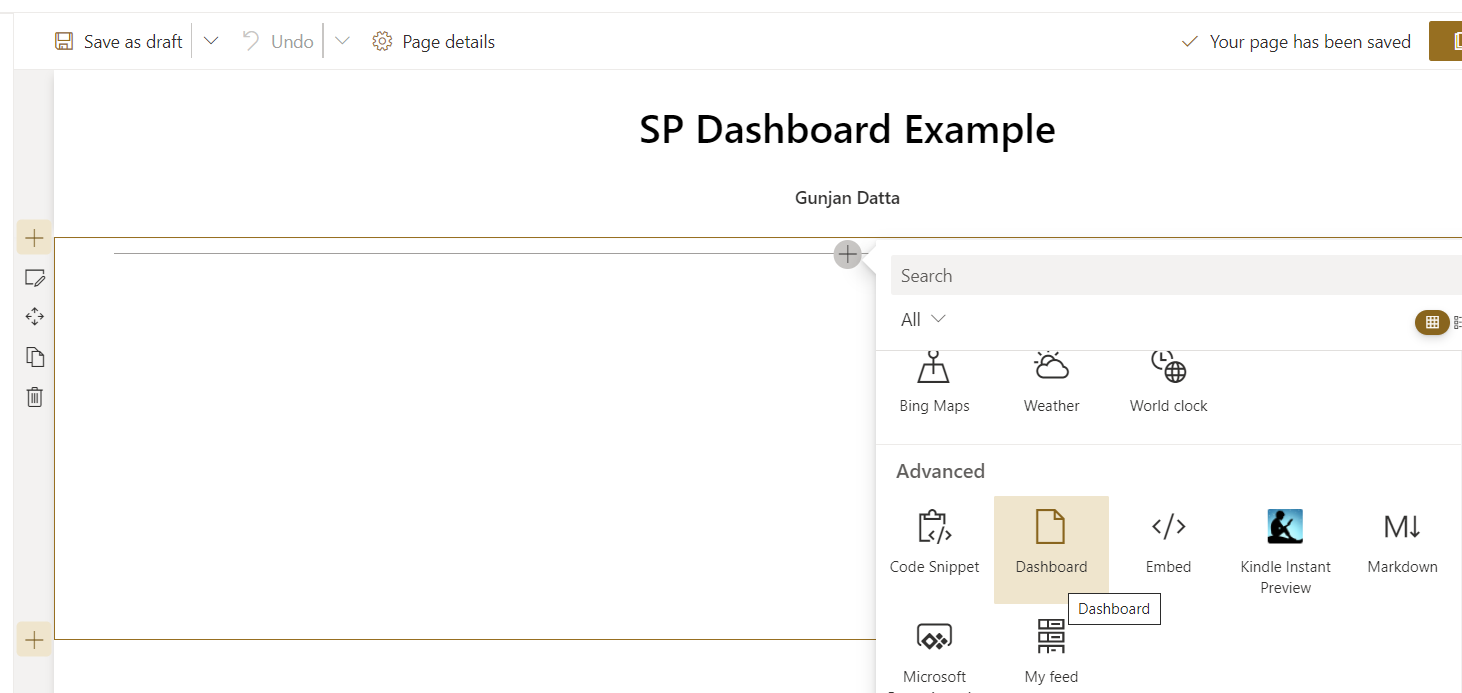 Save as draft Undo Page details Your page has been saved
SP Dashboard Example
Gunjan Datta
Search
All
Bing Maps Weather World clock
Advanced
Code Snippet Dashboard Embed Kindle Instant Markdown
Preview
Dashboard
Microsoft My feed